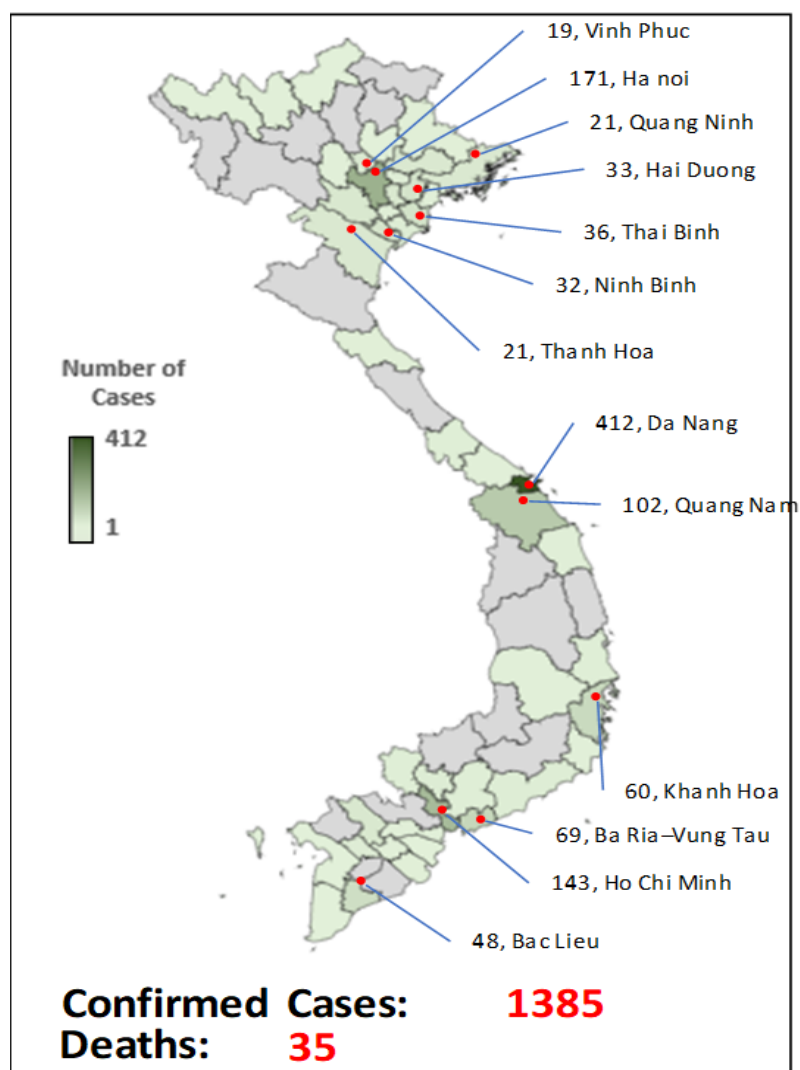 19, Vinh Phuc
171, Ha noi
21, Quang Ninh
33, Hai Duong
36, Thai Binh
32, Ninh Binh
21, Thanh Hoa
Number of
Cases
412
1
412, Da Nang
102, Quang Nam
60, Khanh Hoa
69, Ba Ria–Vung Tau
143, Ho Chi Minh
48, Bac Lieu
Confirmed Cases: 1385
Deaths: 35